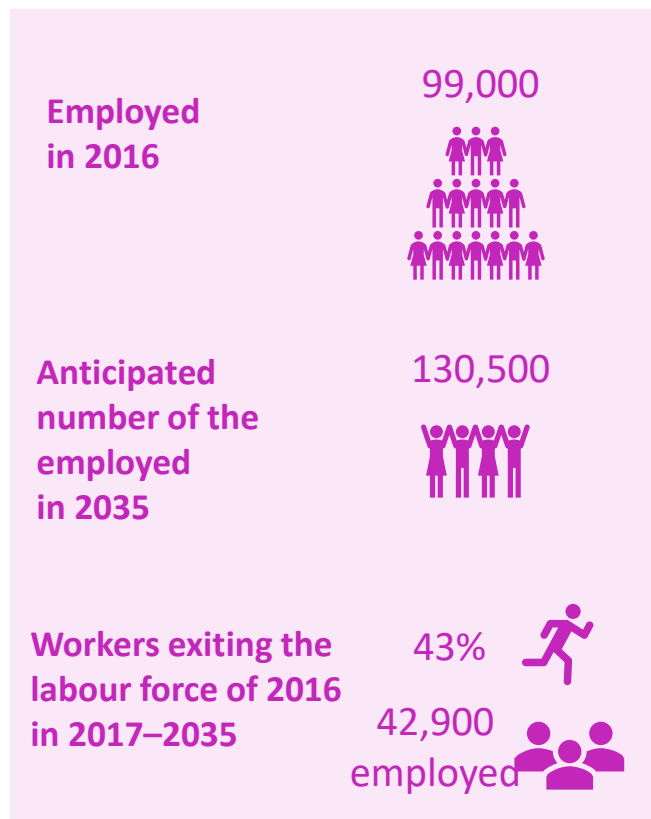 Employed
in 2016
99,000
Anticipated
number of the
employed
in 2035
130,500
Workers exiting the
labour force of 2016
in 2017–2035
43%
42,900
employed